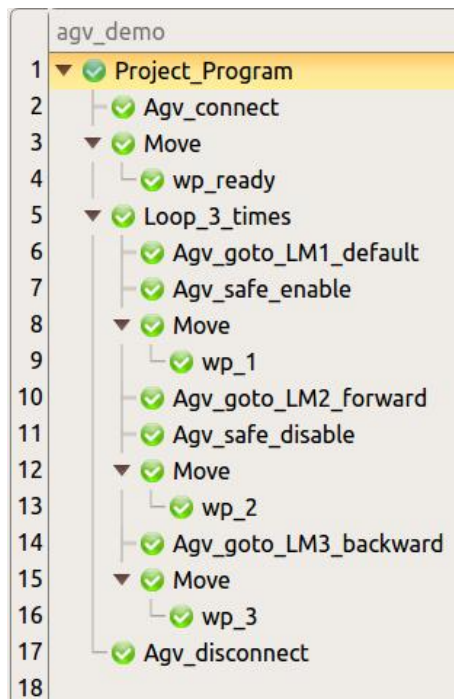 agv_demo
1 Project_Program
2 Agv_connect
3 Move
4 wp_ready
5 Loop_3_times
6 Agv_goto_LM1_default
7 Agv_safe_enable
8 Move
9 wp_1
10 Agv_goto_LM2_forward
11 Agv_safe_disable
12 Move
13 wp_2
14 Agv_goto_LM3_backward
15 Move
16 wp_3
17 Agv_disconnect
18